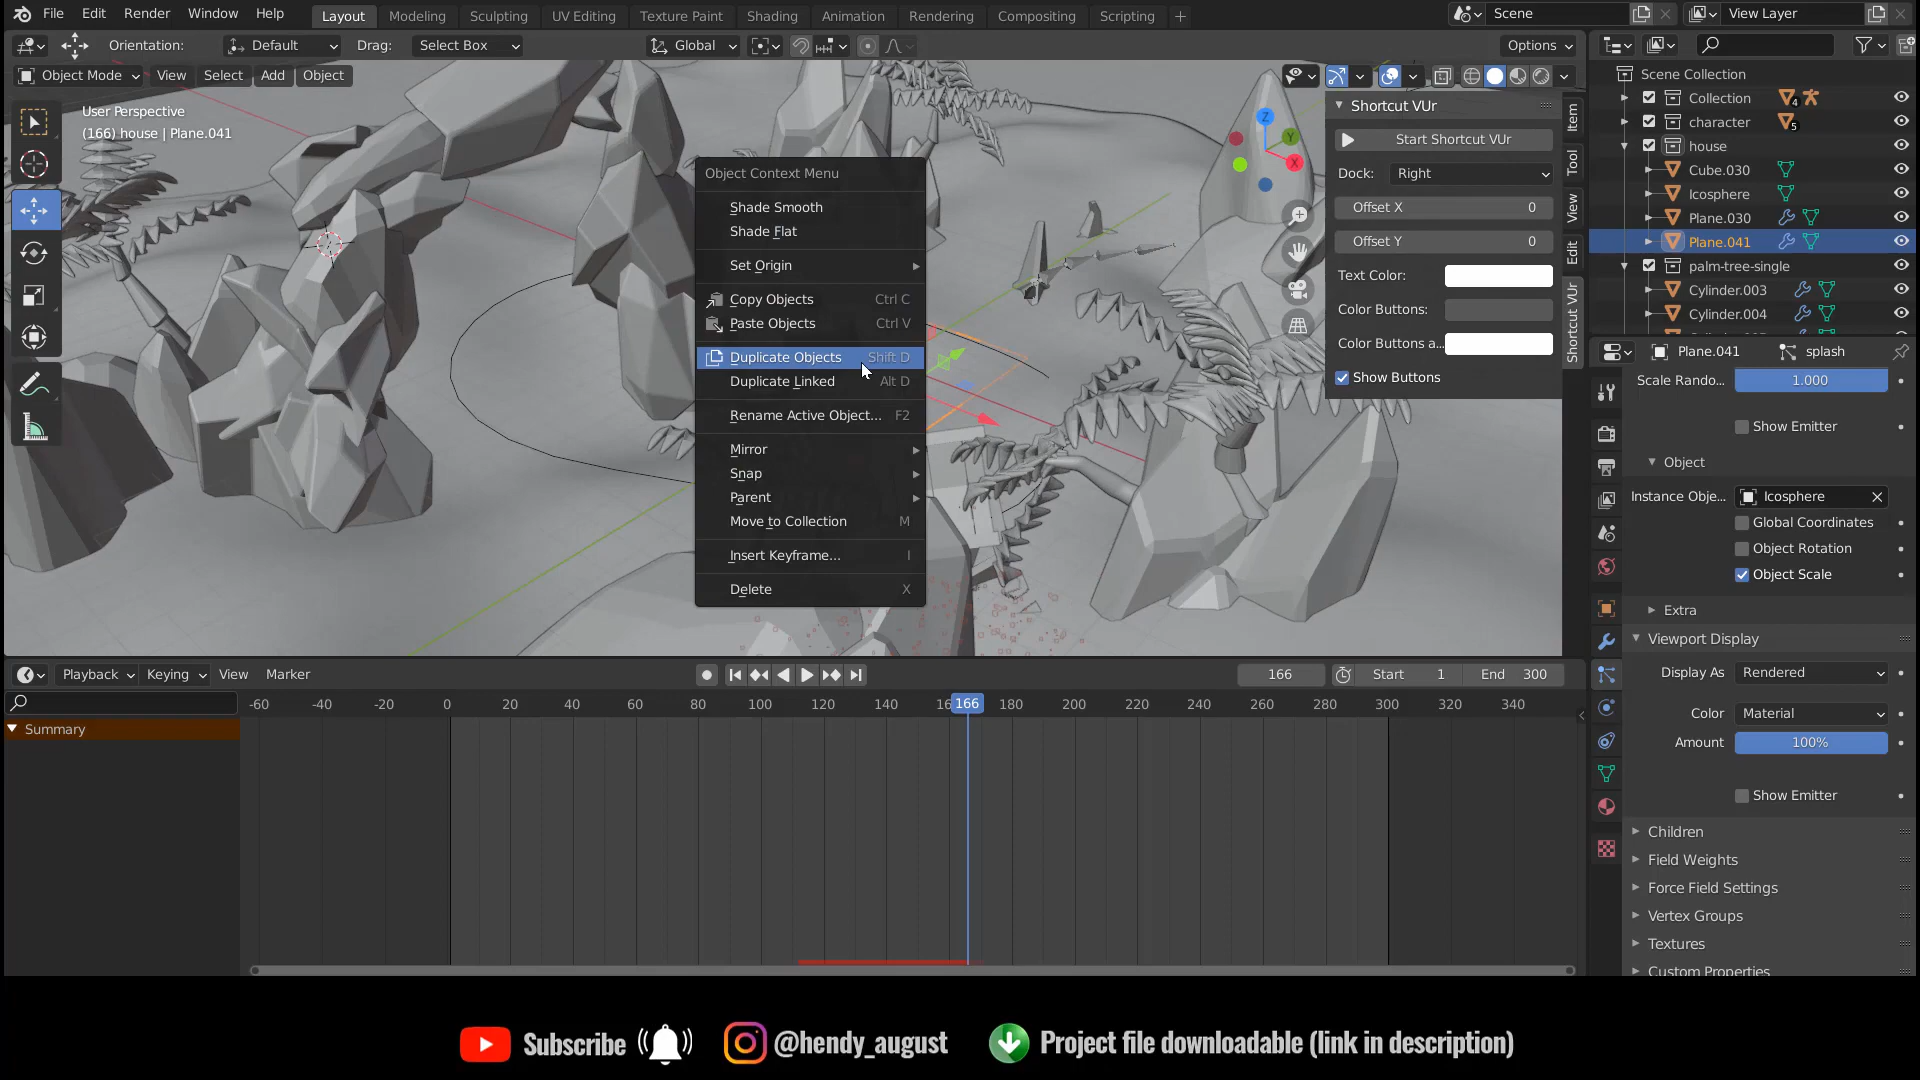 File Edit Render Window Help Layout Modeling Sculpting UV Editing Texture Paint Shading Animation Rendering Compositing Scripting + Scene View Layer
Orientation: Default Drag: Select Box Global Options
Object Mode View Select Add Object
User Perspective
(166) house | Plane.041
Object Context Menu
Shade Smooth
Shade Flat
Set Origin
Copy Objects Ctrl C
Paste Objects Ctrl V
Duplicate Objects Shift D
Duplicate Linked Alt D
Rename Active Object... F2
Mirror
Snap
Parent
Move to Collection M
Insert Keyframe... I
Delete X
Z
Y
X
Shortcut VUr
Start Shortcut VUr
Dock: Right
Offset X 0
Offset Y 0
Text Color:
Color Buttons:
Color Buttons a...
Show Buttons
Item
Tool
View
Edit
Shortcut VUr
Scene Collection
Collection 4
character 5
house
Cube.030
Icosphere
Plane.030
Plane.041
palm-tree-single
Cylinder.003
Cylinder.004
Plane.041 splash
Scale Rando... 1.000
Show Emitter
Object
Instance Obje... Icosphere
Global Coordinates
Object Rotation
Object Scale
Extra
Viewport Display
Display As Rendered
Color Material
Amount 100%
Show Emitter
Children
Field Weights
Force Field Settings
Vertex Groups
Textures
Custom Properties
Playback Keying View Marker 166 Start 1 End 300
-60 -40 -20 0 20 40 60 80 100 120 140 16 166 180 200 220 240 260 280 300 320 340
Summary
Subscribe @hendy_august Project file downloadable (link in description)